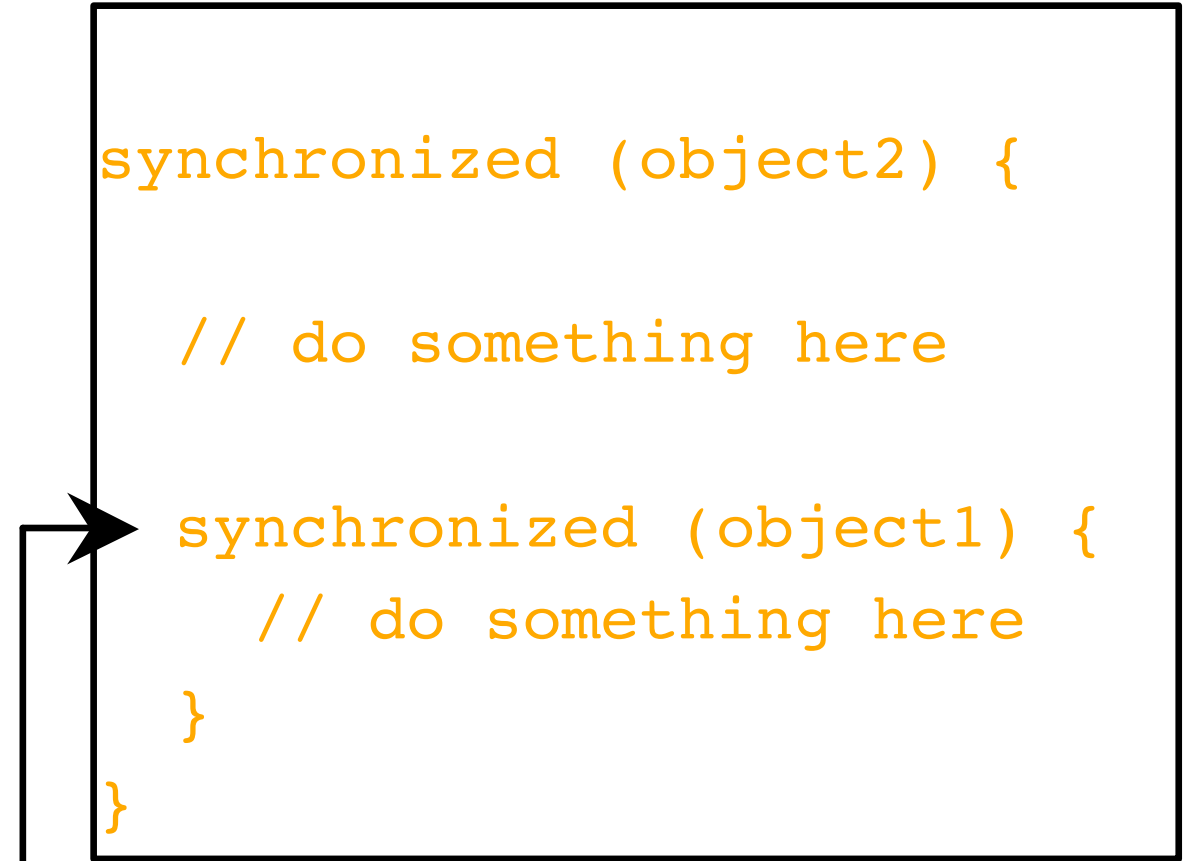 synchronized (object2) {
// do something here
synchronized (object1) {
// do something here
}
}